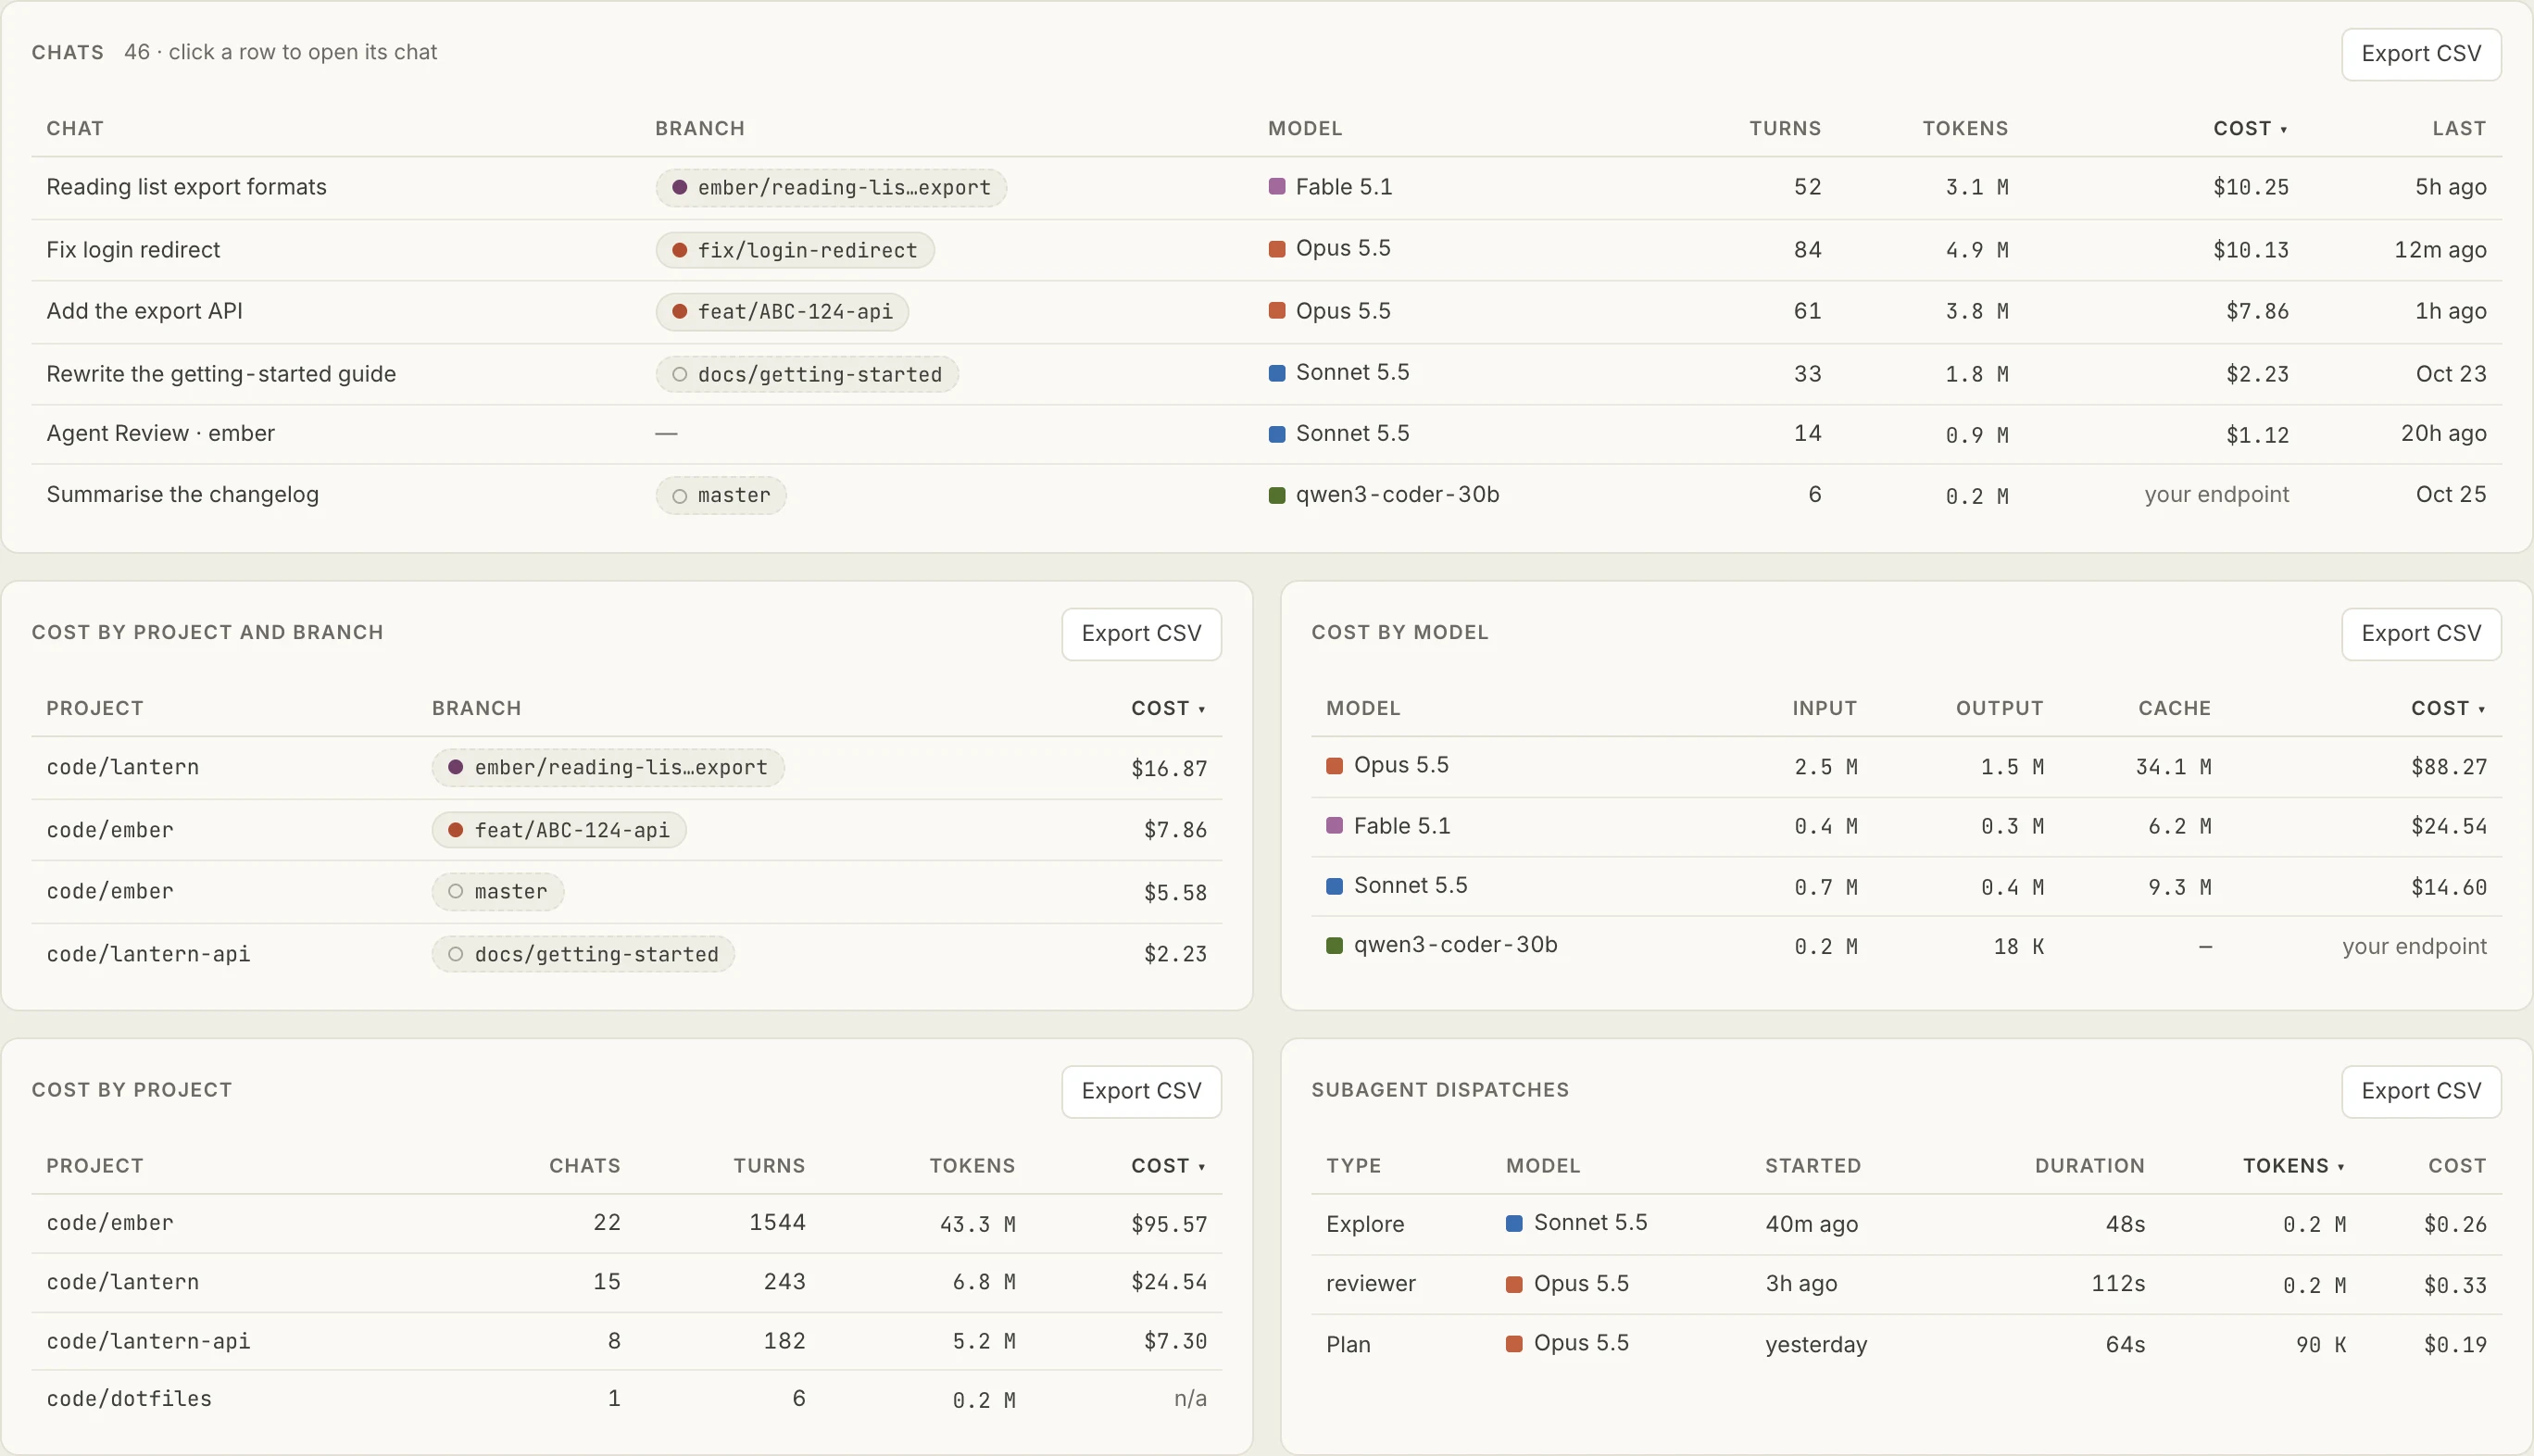 CHATS 46 · click a row to open its chat Export CSV
CHAT BRANCH MODEL TURNS TOKENS COST ▾ LAST
Reading list export formats ember/reading-lis…export Fable 5.1 52 3.1 M $10.25 5h ago
Fix login redirect fix/login-redirect Opus 5.5 84 4.9 M $10.13 12m ago
Add the export API feat/ABC-124-api Opus 5.5 61 3.8 M $7.86 1h ago
Rewrite the getting-started guide docs/getting-started Sonnet 5.5 33 1.8 M $2.23 Oct 23
Agent Review · ember — Sonnet 5.5 14 0.9 M $1.12 20h ago
Summarise the changelog master qwen3-coder-30b 6 0.2 M your endpoint Oct 25
COST BY PROJECT AND BRANCH Export CSV
PROJECT BRANCH COST ▾
code/lantern ember/reading-lis…export $16.87
code/ember feat/ABC-124-api $7.86
code/ember master $5.58
code/lantern-api docs/getting-started $2.23
COST BY MODEL Export CSV
MODEL INPUT OUTPUT CACHE COST ▾
Opus 5.5 2.5 M 1.5 M 34.1 M $88.27
Fable 5.1 0.4 M 0.3 M 6.2 M $24.54
Sonnet 5.5 0.7 M 0.4 M 9.3 M $14.60
qwen3-coder-30b 0.2 M 18 K — your endpoint
COST BY PROJECT Export CSV
PROJECT CHATS TURNS TOKENS COST ▾
code/ember 22 1544 43.3 M $95.57
code/lantern 15 243 6.8 M $24.54
code/lantern-api 8 182 5.2 M $7.30
code/dotfiles 1 6 0.2 M n/a
SUBAGENT DISPATCHES Export CSV
TYPE MODEL STARTED DURATION TOKENS ▾ COST
Explore Sonnet 5.5 40m ago 48s 0.2 M $0.26
reviewer Opus 5.5 3h ago 112s 0.2 M $0.33
Plan Opus 5.5 yesterday 64s 90 K $0.19